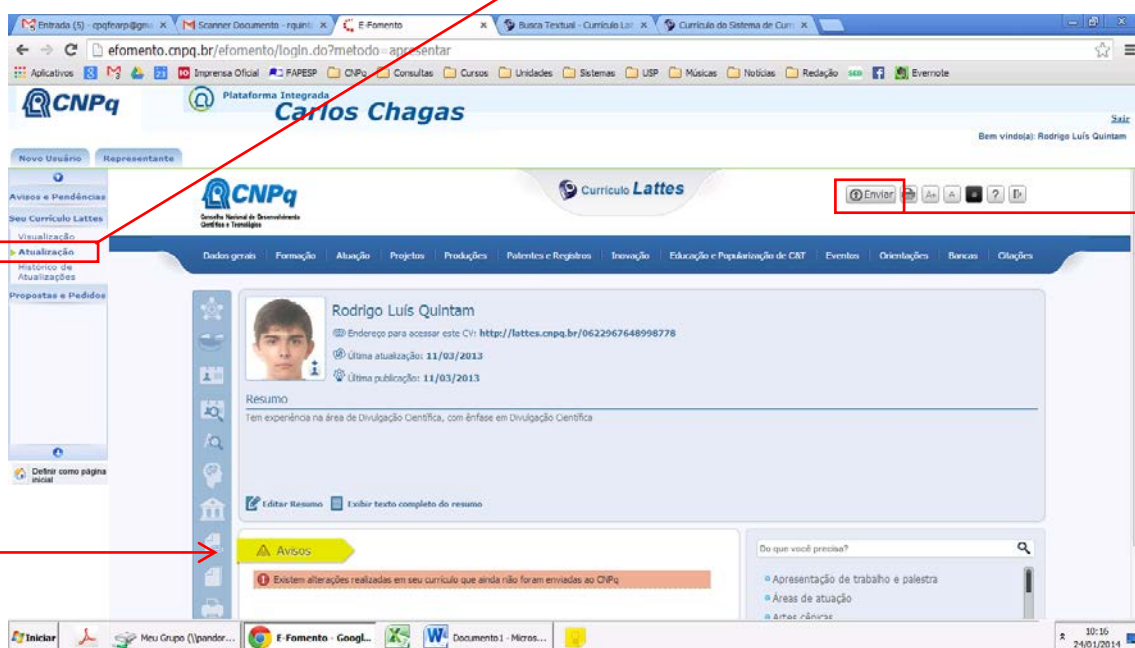 Entrada (5) - cpqfearp@gma
Scanner Documento - rquint
E-Fomento
Busca Textual - Currículo Lat
Currículo do Sistema de Curr
efomento.cnpq.br/efomento/login.do?metodo=apresentar
Aplicativos
Imprensa Oficial
FAPESP
CNPq
Consultas
Cursos
Unidades
Sistemas
USP
Músicas
Notícias
Redação
Evernote
CNPq
Plataforma Integrada
Carlos Chagas
Sair
Bem vindo(a): Rodrigo Luís Quintam
Novo Usuário
Representante
Avisos e Pendências
Seu Currículo Lattes
Visualização
Atualização
Histórico de
Atualizações
Propostas e Pedidos
Definir como página
inicial
CNPq
Conselho Nacional de Desenvolvimento
Científico e Tecnológico
Currículo Lattes
Enviar
A+
A
?
Dados gerais
Formação
Atuação
Projetos
Produções
Patentes e Registros
Inovação
Educação e Popularização de C&T
Eventos
Orientações
Bancas
Citações
Rodrigo Luís Quintam
Endereço para acessar este CV: http://lattes.cnpq.br/0622967648998778
Última atualização: 11/03/2013
Última publicação: 11/03/2013
Resumo
Tem experiência na área de Divulgação Científica, com ênfase em Divulgação Científica
Editar Resumo
Exibir texto completo do resumo
Avisos
Existem alterações realizadas em seu currículo que ainda não foram enviadas ao CNPq
Do que você precisa?
Apresentação de trabalho e palestra
Áreas de atuação
Artes cênicas
Iniciar
Meu Grupo (\\pandor...
E-Fomento - Googl...
Documento1 - Micros...
10:16
24/01/2014